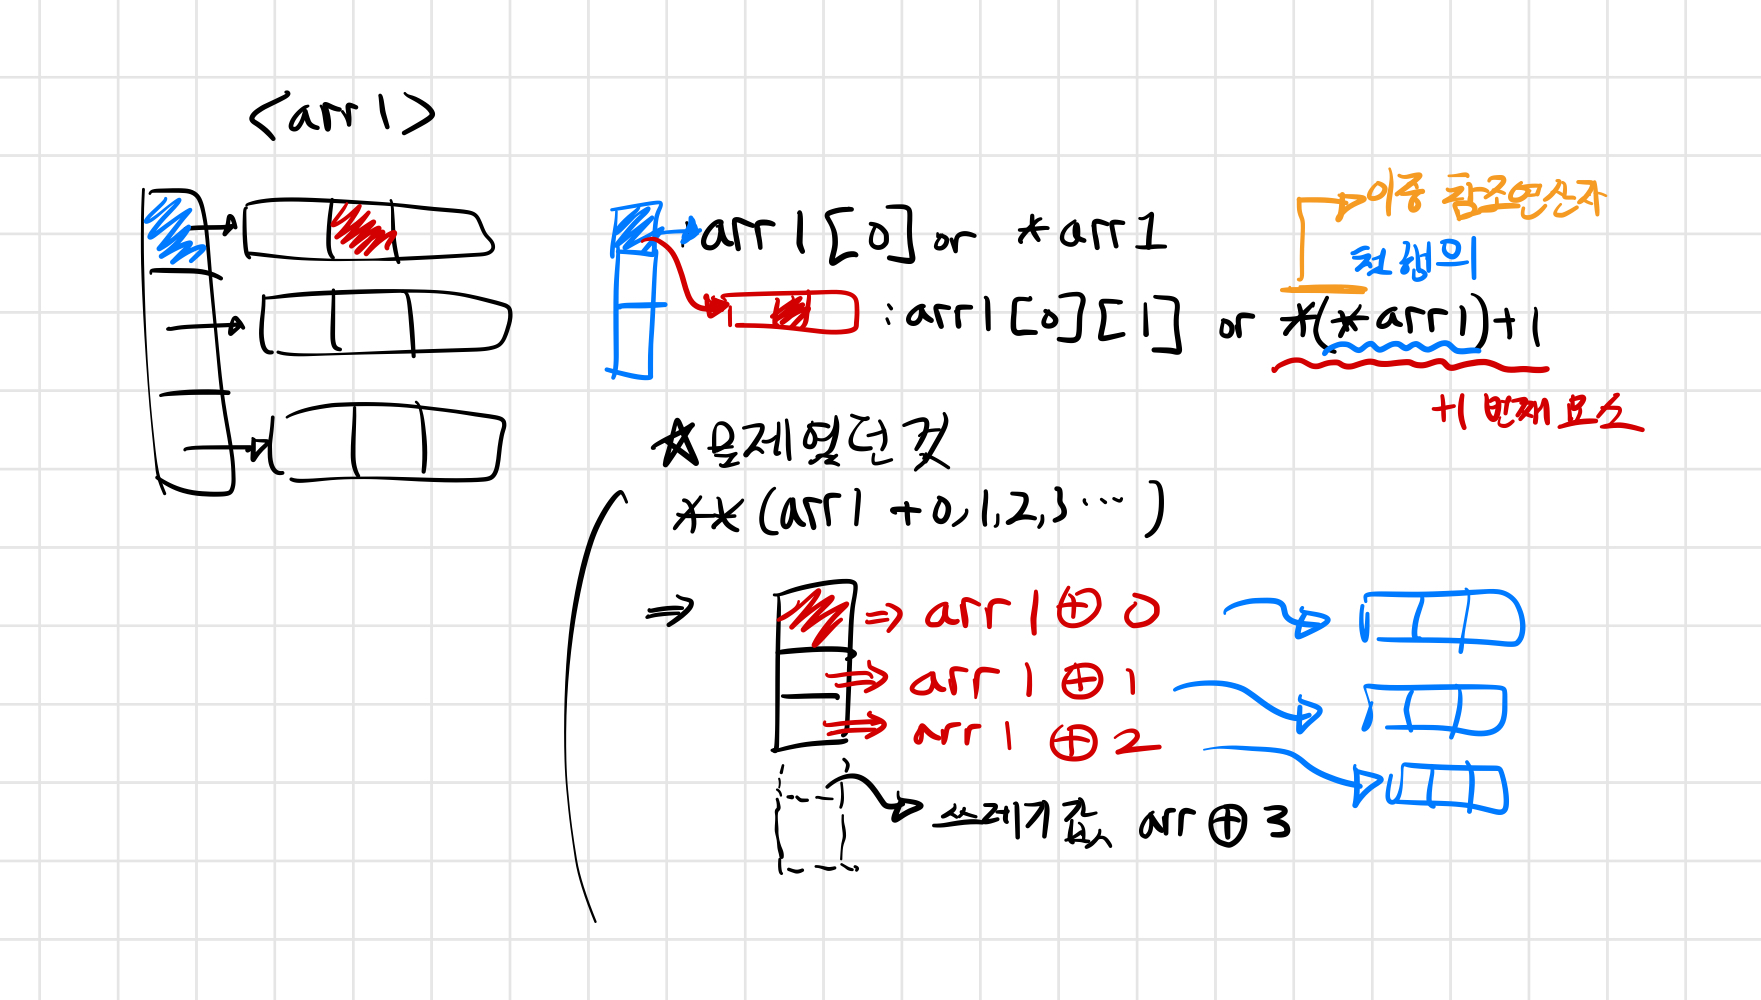 <arr1>
이중 참조연산자
arr1[0] or *arr1
첫 행의
:arr1[0][1] or *(*arr1)+1
+1 번째 요소
☆문제였던 것
**(arr1 +0,1,2,3…)
⇒
⇒ arr1 ⊕ 0
⇒ arr1 ⊕ 1
⇒ arr1 ⊕ 2
쓰레기 값 arr ⊕ 3